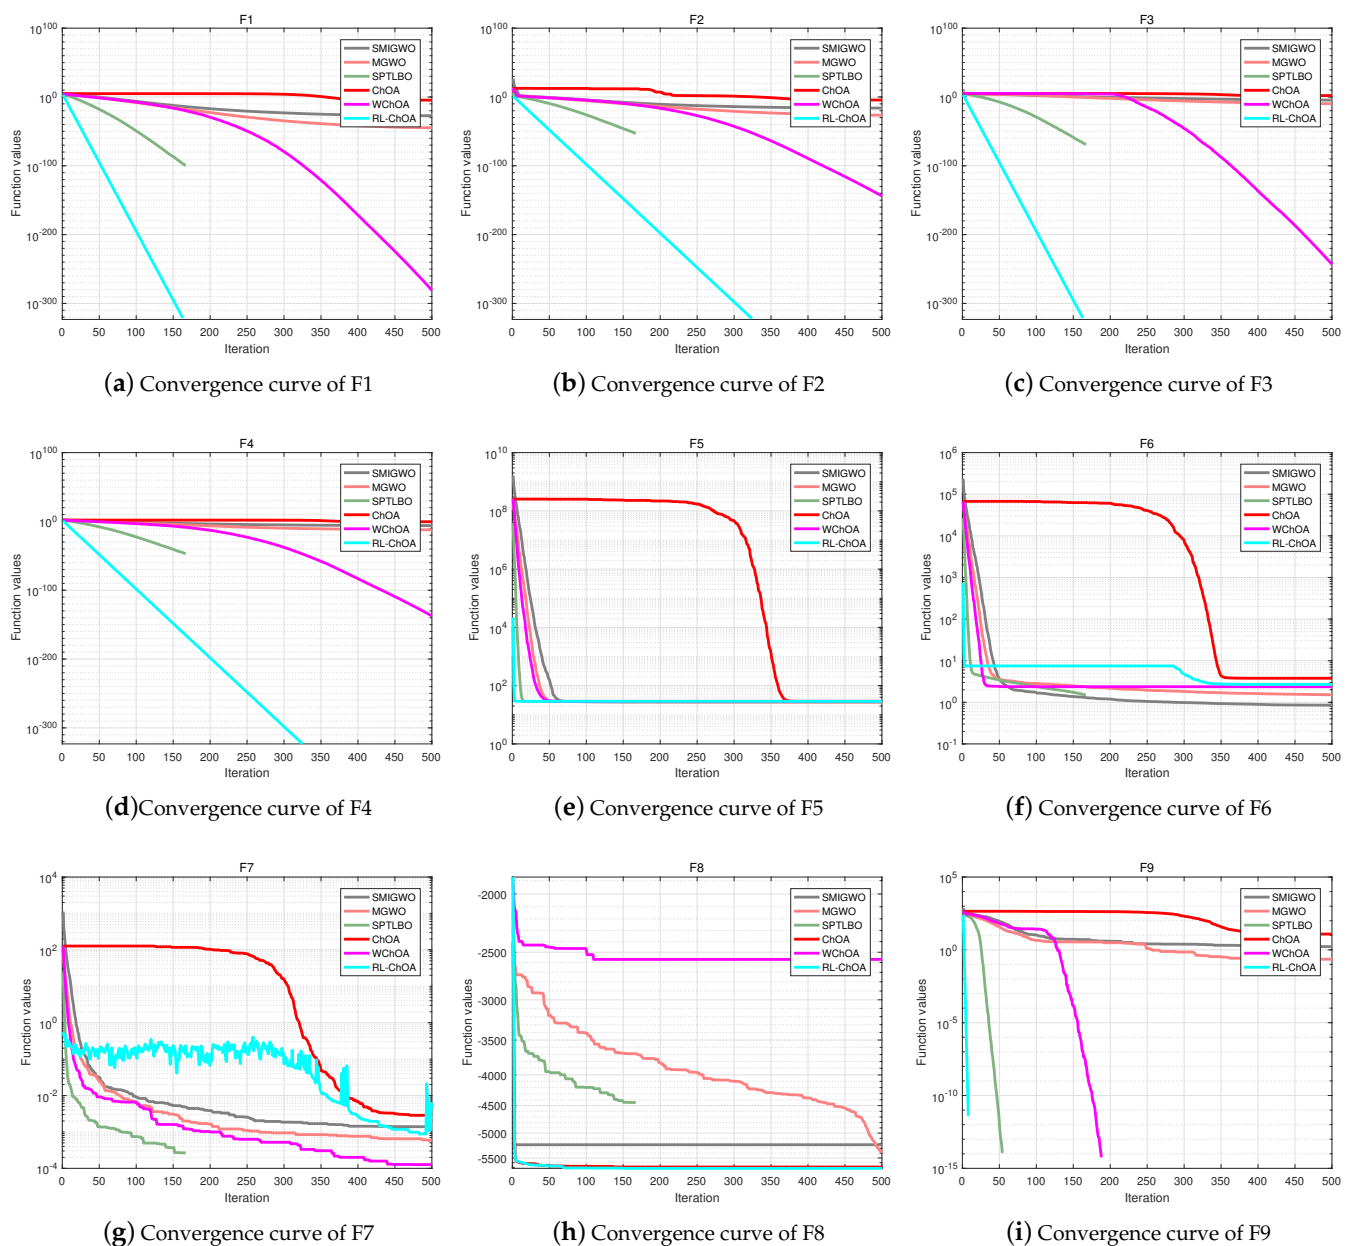 F1
F2
F3
10^100
10^0
10^-100
10^-200
10^-300
Function values
0 50 100 150 200 250 300 350 400 450 500
Iteration
SMIGWO
MGWO
SPTLBO
ChOA
WChOA
RL-ChOA
10^100
10^0
10^-100
10^-200
10^-300
Function values
0 50 100 150 200 250 300 350 400 450 500
Iteration
SMIGWO
MGWO
SPTLBO
ChOA
WChOA
RL-ChOA
10^100
10^0
10^-100
10^-200
10^-300
Function values
0 50 100 150 200 250 300 350 400 450 500
Iteration
SMIGWO
MGWO
SPTLBO
ChOA
WChOA
RL-ChOA
(a) Convergence curve of F1
(b) Convergence curve of F2
(c) Convergence curve of F3
F4
F5
F6
10^100
10^0
10^-100
10^-200
10^-300
Function values
0 50 100 150 200 250 300 350 400 450 500
Iteration
SMIGWO
MGWO
SPTLBO
ChOA
WChOA
RL-ChOA
10^10
10^8
10^6
10^4
10^2
10^0
Function values
0 50 100 150 200 250 300 350 400 450 500
Iteration
SMIGWO
MGWO
SPTLBO
ChOA
WChOA
RL-ChOA
10^6
10^5
10^4
10^3
10^2
10^1
10^0
10^-1
Function values
0 50 100 150 200 250 300 350 400 450 500
Iteration
SMIGWO
MGWO
SPTLBO
ChOA
WChOA
RL-ChOA
(d)Convergence curve of F4
(e) Convergence curve of F5
(f) Convergence curve of F6
F7
F8
F9
10^4
10^2
10^0
10^-2
10^-4
Function values
0 50 100 150 200 250 300 350 400 450 500
Iteration
SMIGWO
MGWO
SPTLBO
ChOA
WChOA
RL-ChOA
-2000
-2500
-3000
-3500
-4000
-4500
-5000
-5500
Function values
0 50 100 150 200 250 300 350 400 450 500
Iteration
SMIGWO
MGWO
SPTLBO
ChOA
WChOA
RL-ChOA
10^5
10^0
10^-5
10^-10
10^-15
Function values
0 50 100 150 200 250 300 350 400 450 500
Iteration
SMIGWO
MGWO
SPTLBO
ChOA
WChOA
RL-ChOA
(g) Convergence curve of F7
(h) Convergence curve of F8
(i) Convergence curve of F9